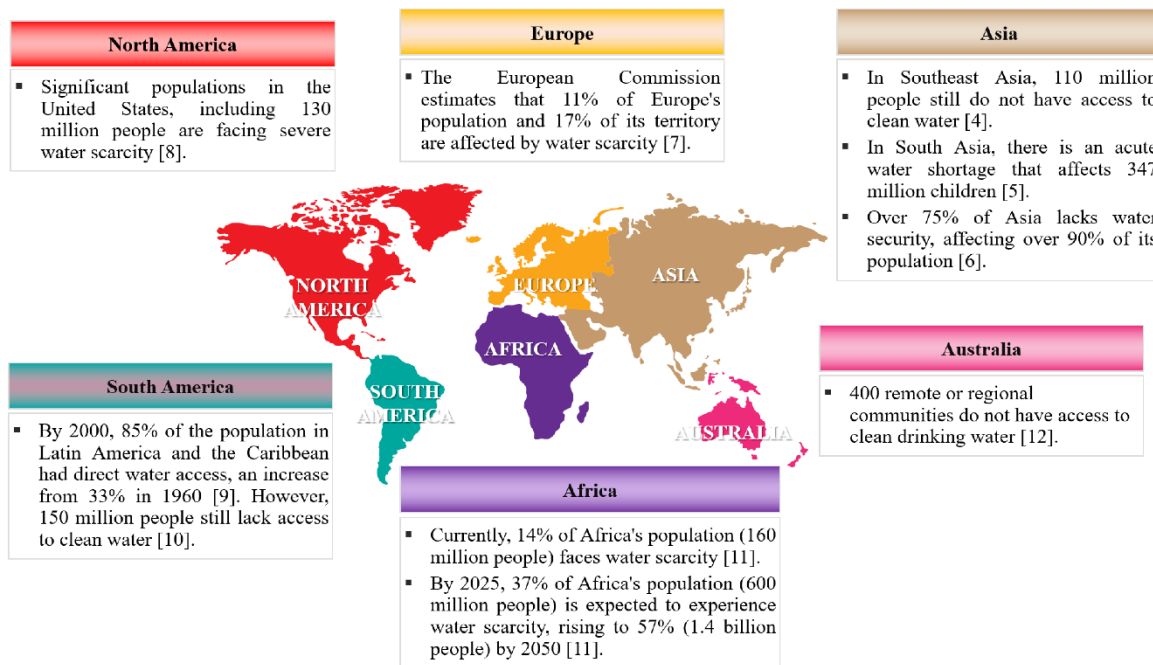 North America
▪ Significant populations in the
United States, including 130
million people are facing severe
water scarcity [8].
Europe
▪ The European Commission
estimates that 11% of Europe's
population and 17% of its territory
are affected by water scarcity [7].
Asia
▪ In Southeast Asia, 110 million
people still do not have access to
clean water [4].
▪ In South Asia, there is an acute
water shortage that affects 347
million children [5].
▪ Over 75% of Asia lacks water
security, affecting over 90% of its
population [6].
NORTH
AMERICA
EUROPE
ASIA
AFRICA
SOUTH
AMERICA
AUSTRALIA
South America
▪ By 2000, 85% of the population in
Latin America and the Caribbean
had direct water access, an increase
from 33% in 1960 [9]. However,
150 million people still lack access
to clean water [10].
Australia
▪ 400 remote or regional
communities do not have access to
clean drinking water [12].
Africa
▪ Currently, 14% of Africa's population (160
million people) faces water scarcity [11].
▪ By 2025, 37% of Africa's population (600
million people) is expected to experience
water scarcity, rising to 57% (1.4 billion
people) by 2050 [11].